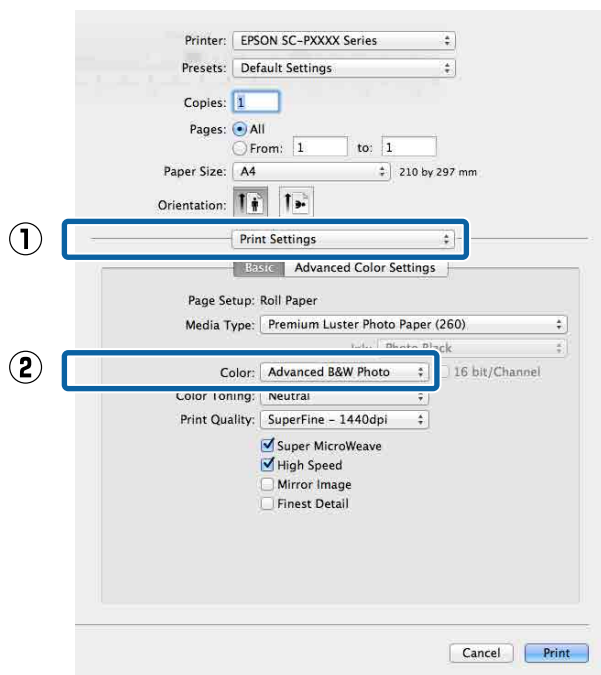 Printer: EPSON SC-PXXXX Series
Presets: Default Settings
Copies: 1
Pages: All
From: 1 to: 1
Paper Size: A4 210 by 297 mm
Orientation:
1
Print Settings
Basic Advanced Color Settings
Page Setup: Roll Paper
Media Type: Premium Luster Photo Paper (260)
Ink: Photo Black
2
Color: Advanced B&W Photo 16 bit/Channel
Color Toning: Neutral
Print Quality: SuperFine - 1440dpi
Super MicroWeave
High Speed
Mirror Image
Finest Detail
Cancel Print